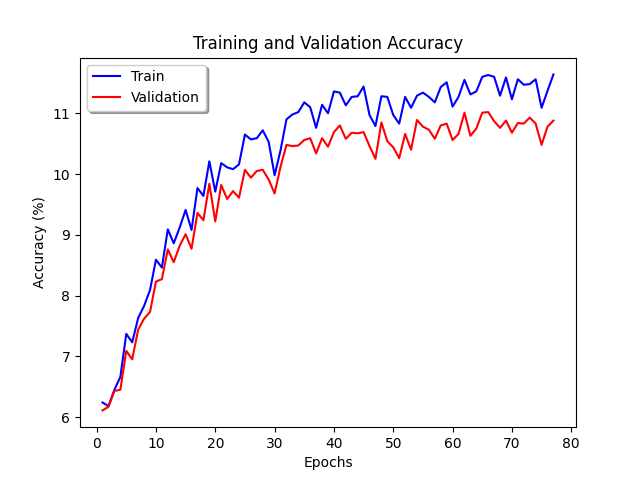 Training and Validation Accuracy
Train
Validation
Accuracy (%)
11
10
9
8
7
6
0 10 20 30 40 50 60 70 80
Epochs